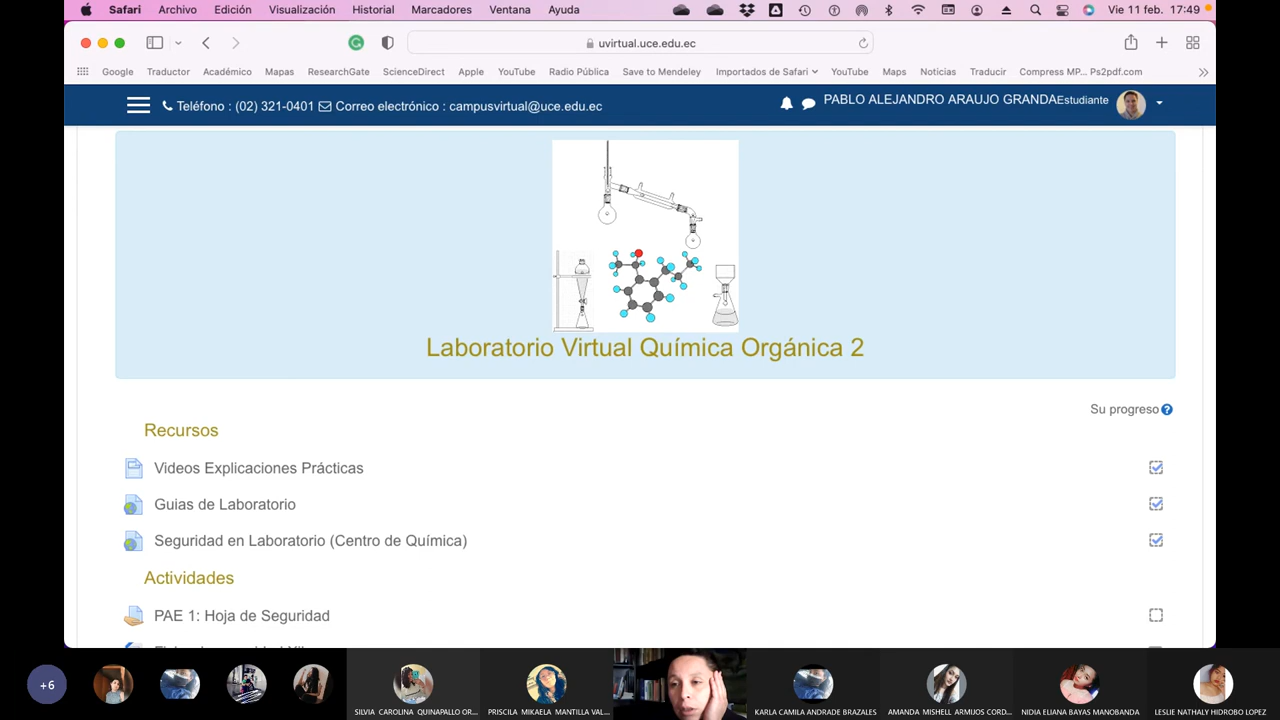 Safari Archivo Edición Visualización Historial Marcadores Ventana Ayuda Vie 11 feb. 17:49
uvirtual.uce.edu.ec
Google Traductor Académico Mapas ResearchGate ScienceDirect Apple YouTube Radio Pública Save to Mendeley Importados de Safari YouTube Maps Noticias Traducir Compress MP... Ps2pdf.com
Teléfono : (02) 321-0401 Correo electrónico : campusvirtual@uce.edu.ec PABLO ALEJANDRO ARAUJO GRANDAEstudiante
Laboratorio Virtual Química Orgánica 2
Su progreso
Recursos
Videos Explicaciones Prácticas
Guias de Laboratorio
Seguridad en Laboratorio (Centro de Química)
Actividades
PAE 1: Hoja de Seguridad
+6
SILVIA CAROLINA QUINAPALLO OR... PRISCILA MIKAELA MANTILLA VAL... KARLA CAMILA ANDRADE BRAZALES AMANDA MISHELL ARMIJOS CORD... NIDIA ELIANA BAYAS MANOBANDA LESLIE NATHALY HIDROBO LOPEZ